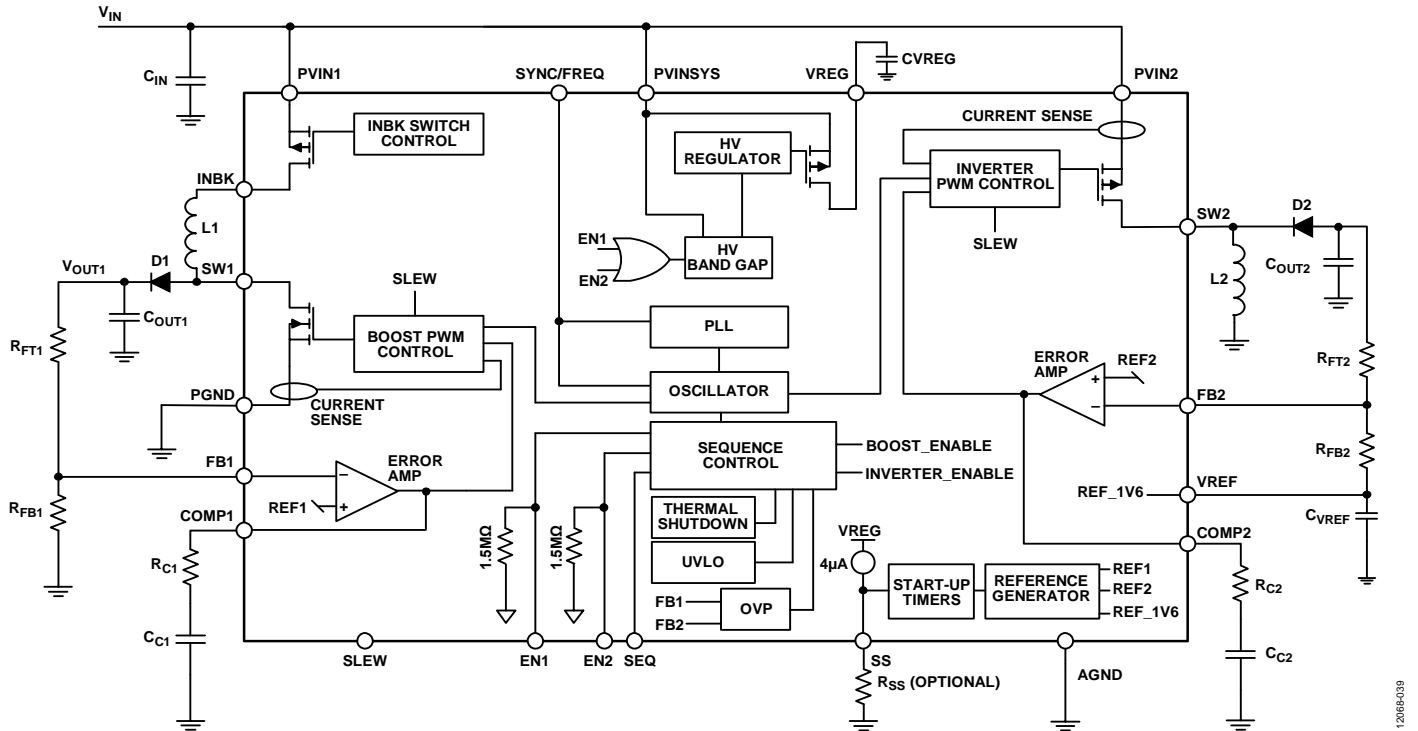 VIN
CIN
PVIN1
SYNC/FREQ
PVINSYS
VREG
CVREG
PVIN2
INBK SWITCH
CONTROL
HV
REGULATOR
CURRENT SENSE
INVERTER
PWM CONTROL
SLEW
INBK
L1
SW1
VOUT1
D1
COUT1
EN1
EN2
HV
BAND GAP
SW2
D2
L2
COUT2
SLEW
BOOST PWM
CONTROL
PLL
OSCILLATOR
RFT1
PGND
CURRENT
SENSE
ERROR
AMP
REF2
+
−
FB2
RFT2
RFB2
SEQUENCE
CONTROL
BOOST_ENABLE
INVERTER_ENABLE
FB1
−
+
ERROR
AMP
REF1
RFB1
COMP1
RC1
CC1
REF_1V6
VREF
CVREF
COMP2
RC2
CC2
1.5MΩ
1.5MΩ
THERMAL
SHUTDOWN
UVLO
FB1
FB2
OVP
VREG
4µA
START-UP
TIMERS
REFERENCE
GENERATOR
REF1
REF2
REF_1V6
SLEW
EN1
EN2
SEQ
SS
RSS (OPTIONAL)
AGND
12068-039